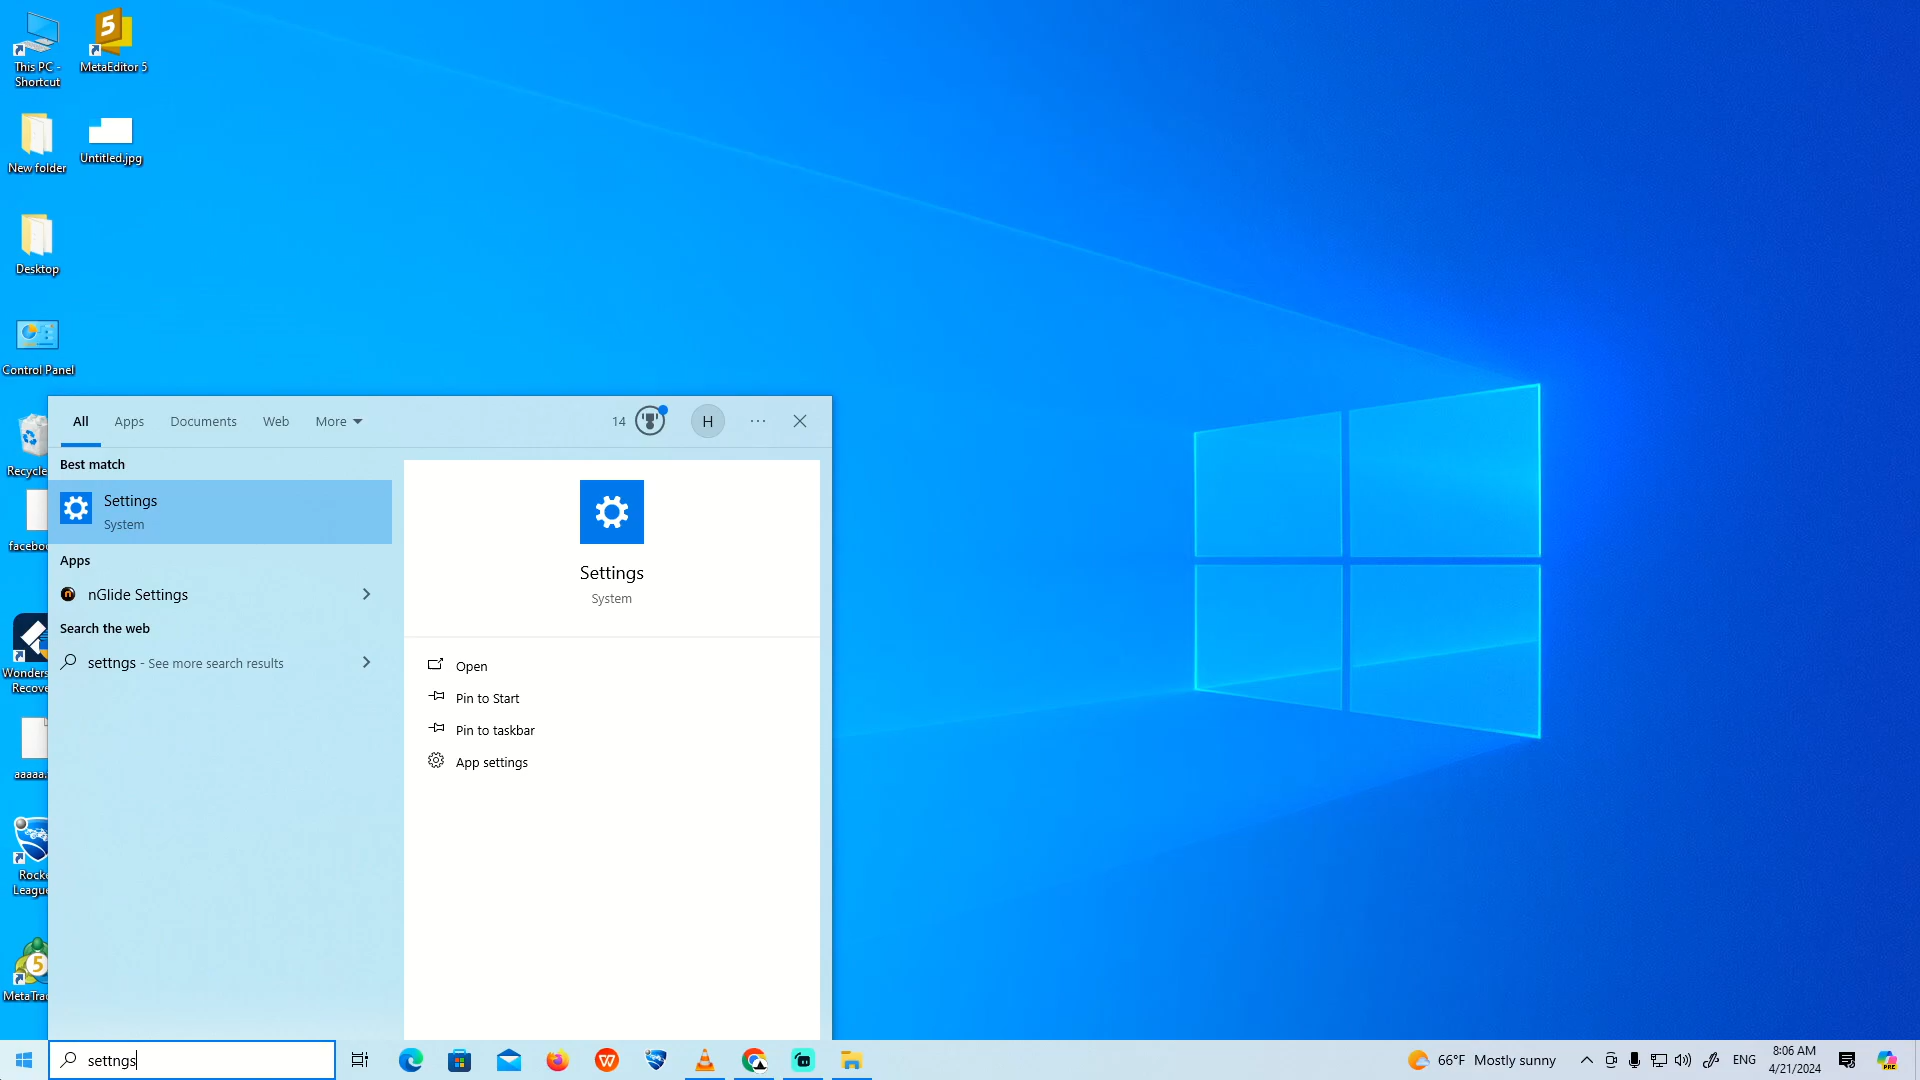 This PC -
Shortcut
MetaEditor 5
New folder
Untitled.jpg
Desktop
Control Panel
Recycle
faceboo
Wonders
Recove
aaaaa.
Rocke
League
MetaTrad
All
Apps
Documents
Web
More
14
H
Best match
Settings
System
Apps
nGlide Settings
Search the web
settngs - See more search results
Settings
System
Open
Pin to Start
Pin to taskbar
App settings
settngs
66°F Mostly sunny
ENG
8:06 AM
4/21/2024
PRE